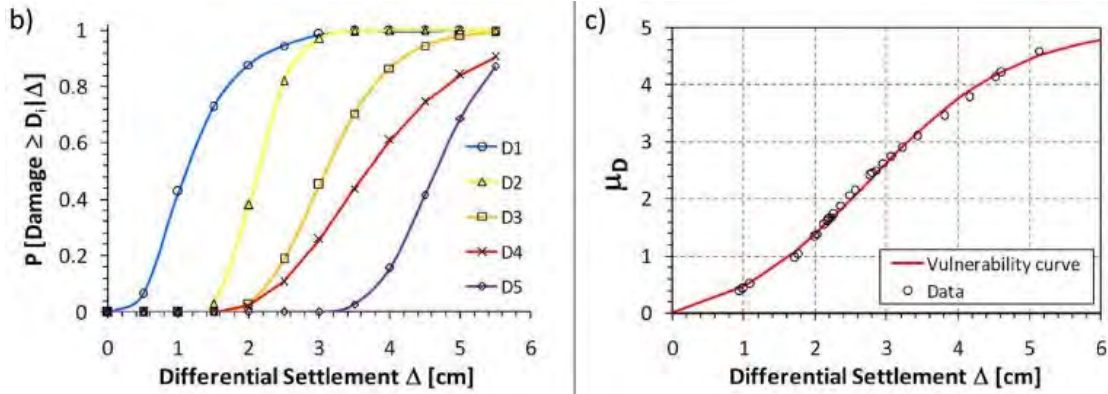 b)
P [Damage ≥ Di|Δ]
1
0.8
0.6
0.4
0.2
0
0 1 2 3 4 5 6
Differential Settlement Δ [cm]
D1
D2
D3
D4
D5
c)
μD
5
4
3
2
1
0
0 1 2 3 4 5 6
Differential Settlement Δ [cm]
Vulnerability curve
Data